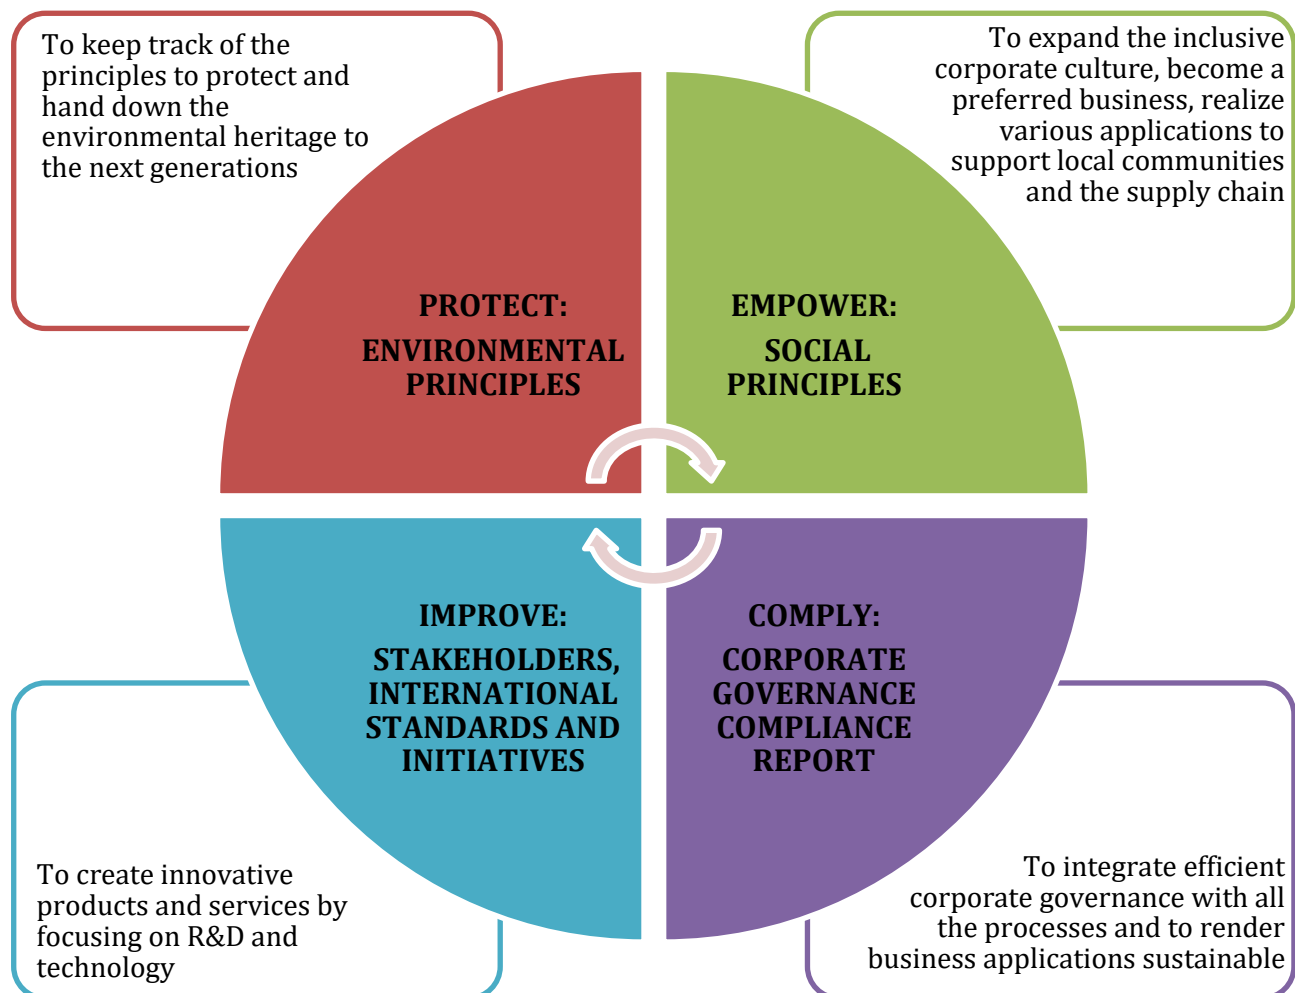 To keep track of the
principles to protect and
hand down the
environmental heritage to
the next generations
To expand the inclusive
corporate culture, become a
preferred business, realize
various applications to
support local communities
and the supply chain
PROTECT:
ENVIRONMENTAL
PRINCIPLES
EMPOWER:
SOCIAL
PRINCIPLES
IMPROVE:
STAKEHOLDERS,
INTERNATIONAL
STANDARDS AND
INITIATIVES
COMPLY:
CORPORATE
GOVERNANCE
COMPLIANCE
REPORT
To create innovative
products and services by
focusing on R&D and
technology
To integrate efficient
corporate governance with all
the processes and to render
business applications sustainable